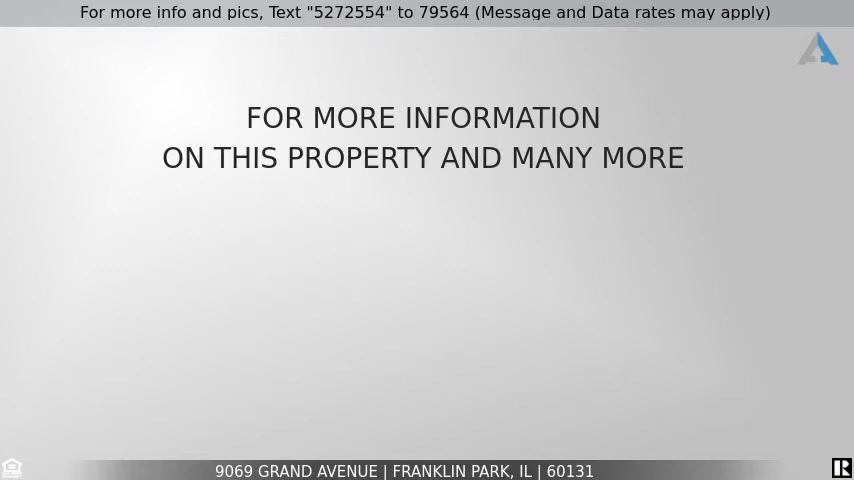 For more info and pics, Text "5272554" to 79564 (Message and Data rates may apply)
FOR MORE INFORMATION
ON THIS PROPERTY AND MANY MORE
9069 GRAND AVENUE | FRANKLIN PARK, IL | 60131